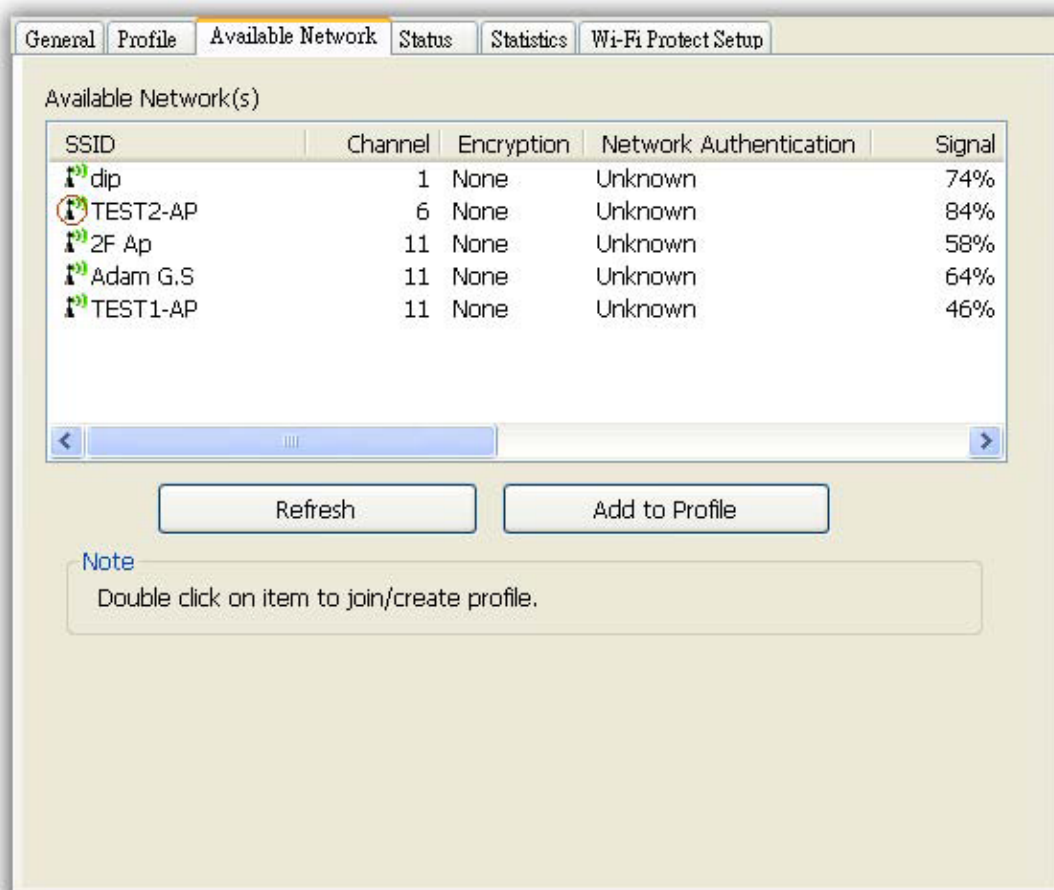 General Profile Available Network Status Statistics Wi-Fi Protect Setup
Available Network(s)
SSID Channel Encryption Network Authentication Signal
dip 1 None Unknown 74%
TEST2-AP 6 None Unknown 84%
2F Ap 11 None Unknown 58%
Adam G.S 11 None Unknown 64%
TEST1-AP 11 None Unknown 46%
Refresh Add to Profile
Note
Double click on item to join/create profile.